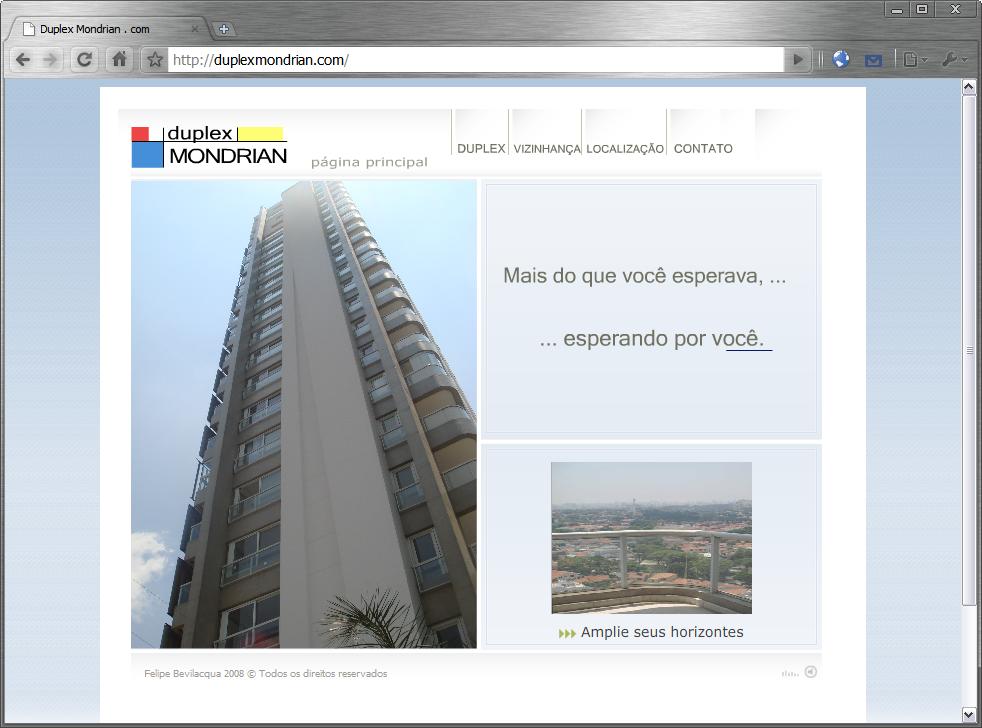 Duplex Mondrian . com
http://duplexmondrian.com/
duplex
MONDRIAN
página principal
DUPLEX VIZINHANÇA LOCALIZAÇÃO CONTATO
Mais do que você esperava, ...
... esperando por você.
Amplie seus horizontes
Felipe Bevilacqua 2008 © Todos os direitos reservados